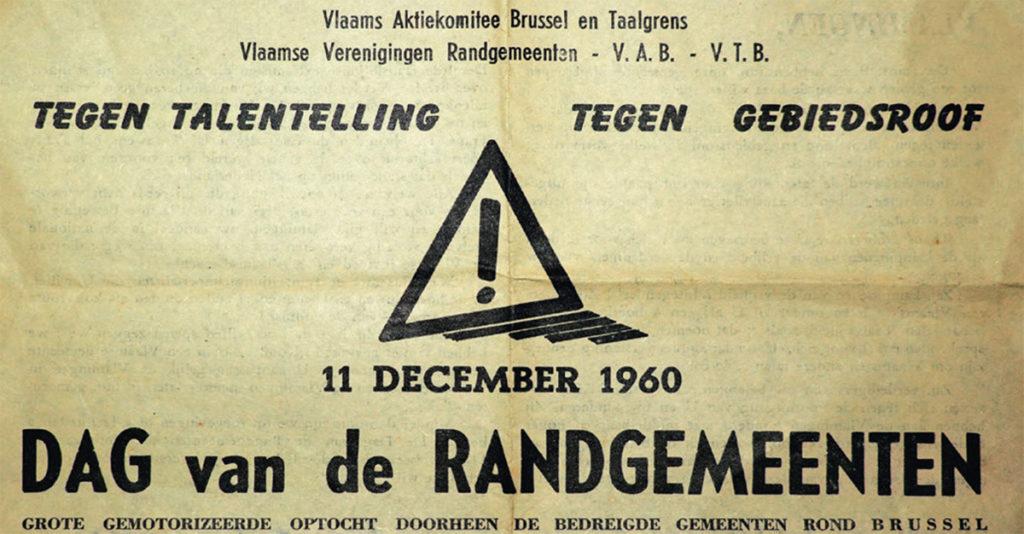 Vlaams Aktiekomitee Brussel en Taalgrens
Vlaamse Verenigingen Randgemeenten - V.A.B. - V.T.B.
TEGEN TALENTELLING TEGEN GEBIEDSROOF
!
11 DECEMBER 1960
DAG van de RANDGEMEENTEN
GROTE GEMOTORIZEERDE OPTOCHT DOORHEEN DE BEDREIGDE GEMEENTEN ROND BRUSSEL